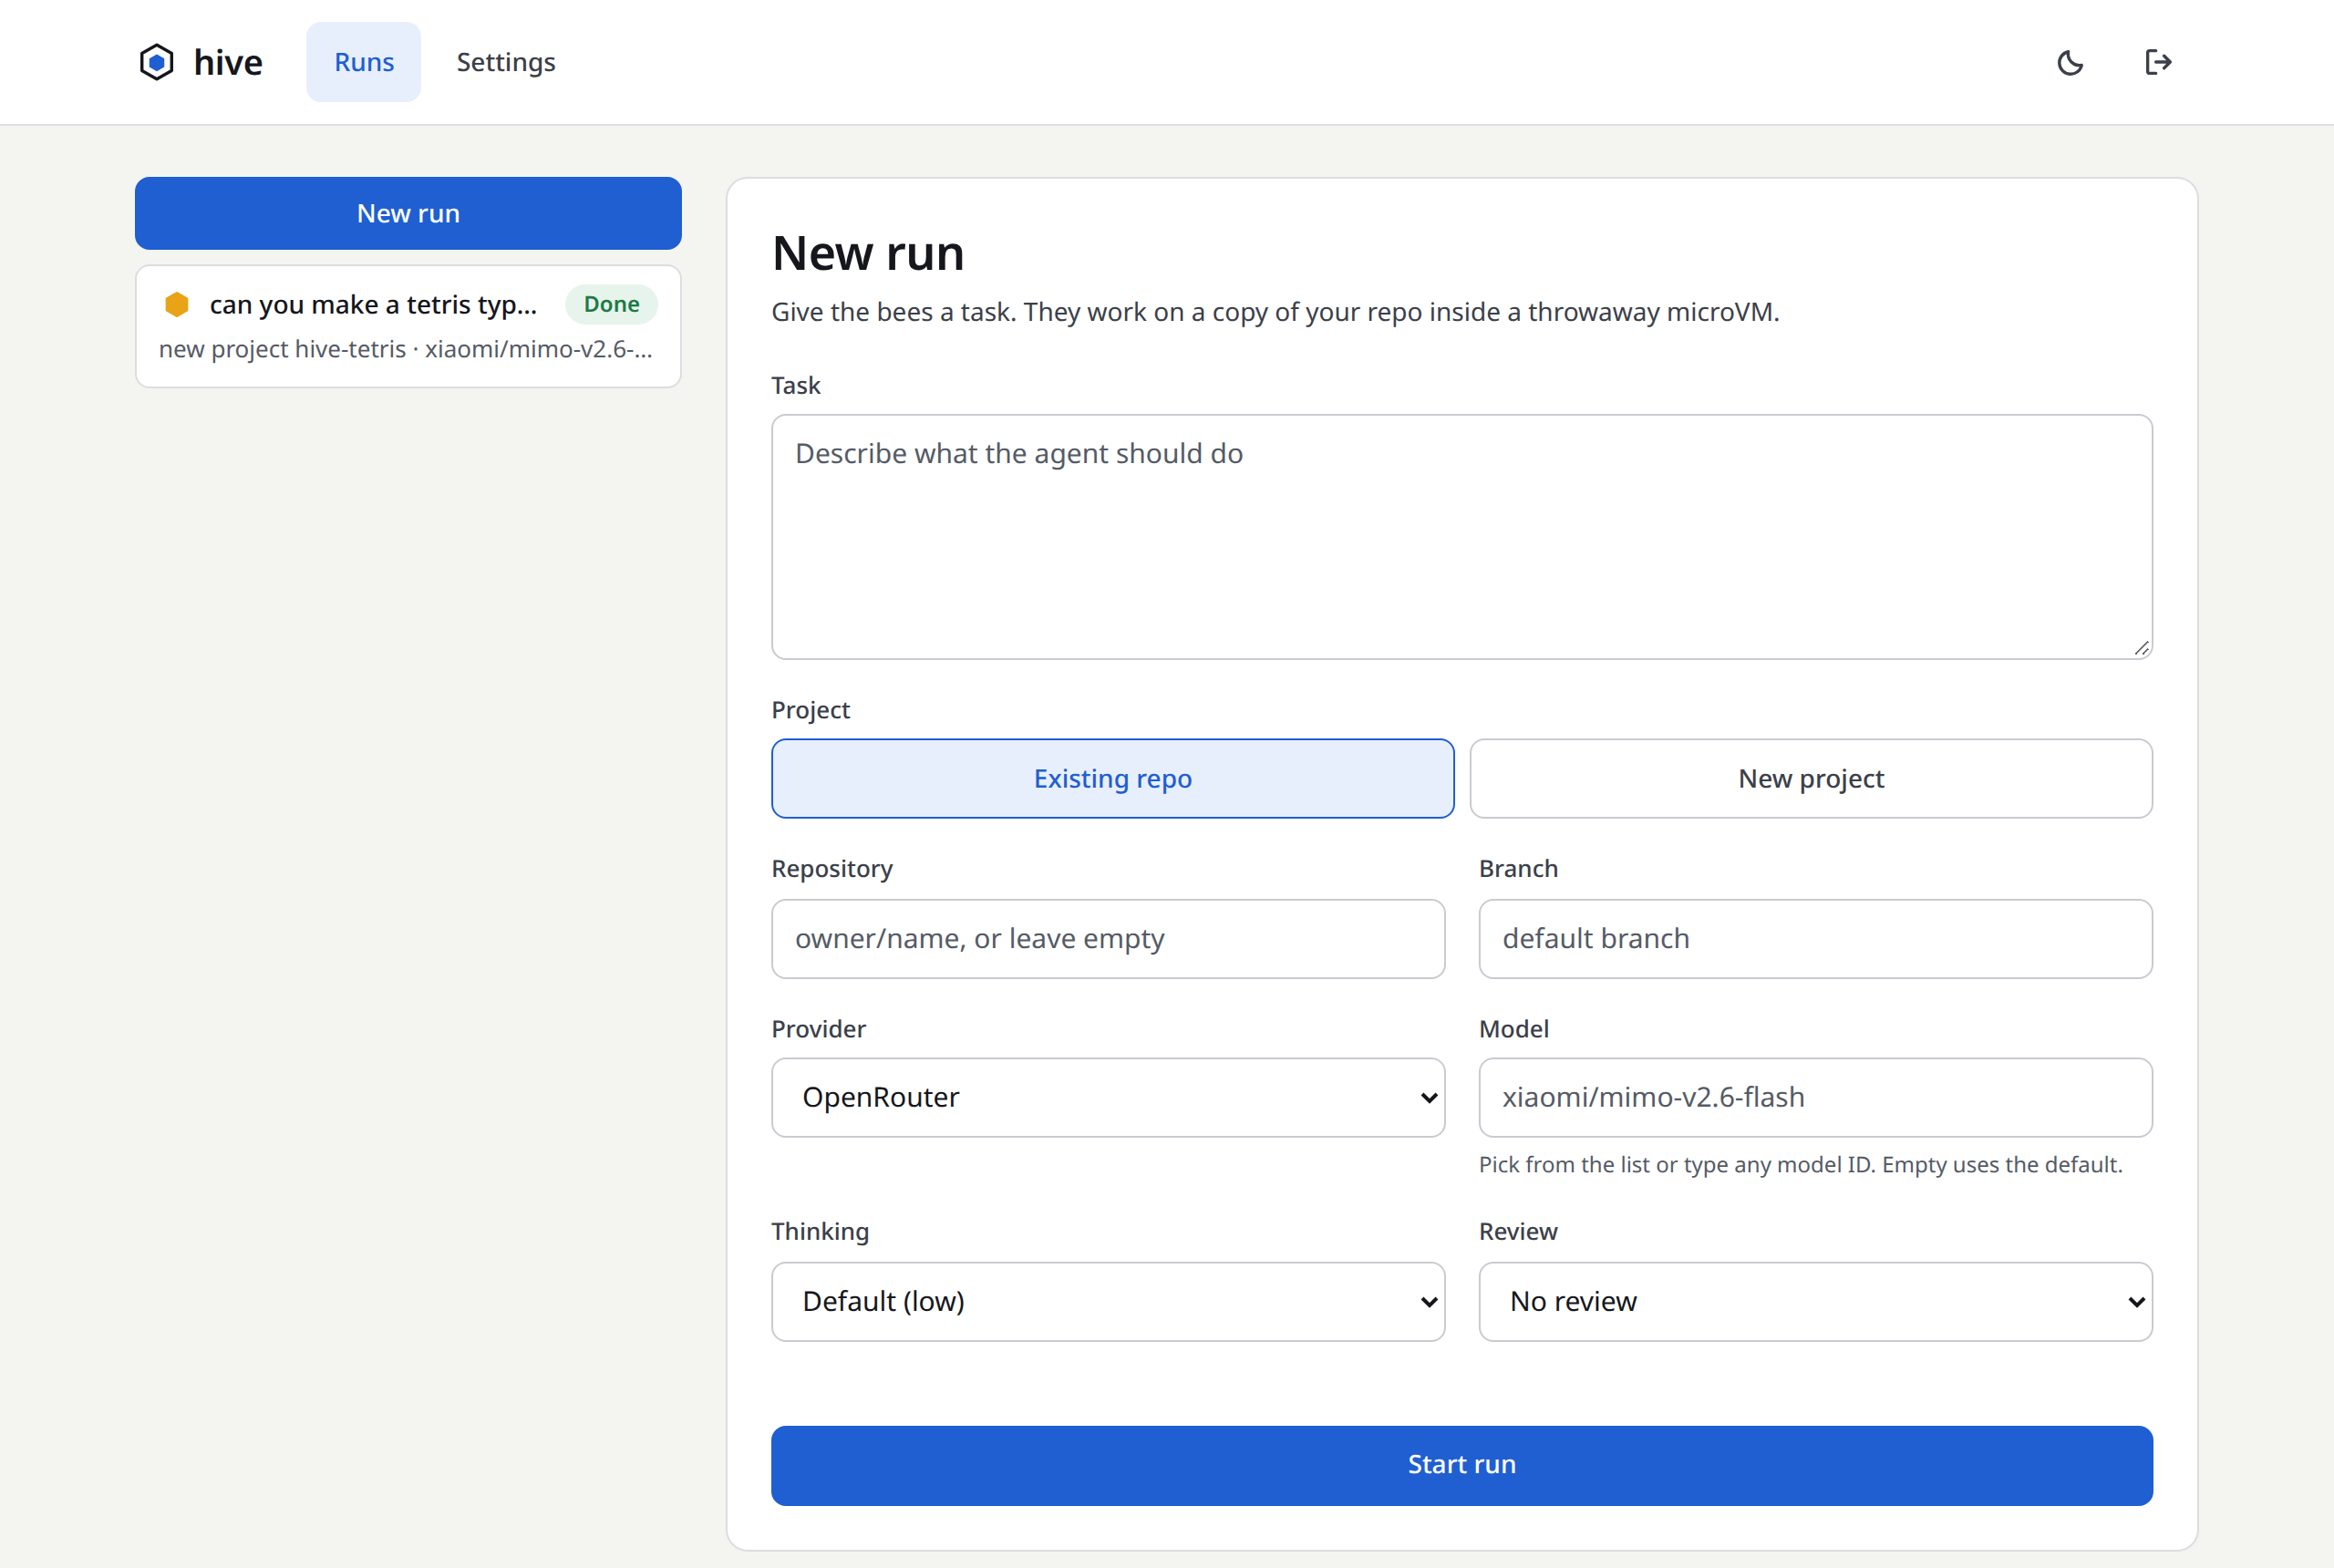 hive
Runs
Settings
New run
can you make a tetris typ...
Done
new project hive-tetris · xiaomi/mimo-v2.6-...
New run
Give the bees a task. They work on a copy of your repo inside a throwaway microVM.
Task
Describe what the agent should do
Project
Existing repo
New project
Repository
Branch
owner/name, or leave empty
default branch
Provider
Model
OpenRouter
xiaomi/mimo-v2.6-flash
Pick from the list or type any model ID. Empty uses the default.
Thinking
Review
Default (low)
No review
Start run